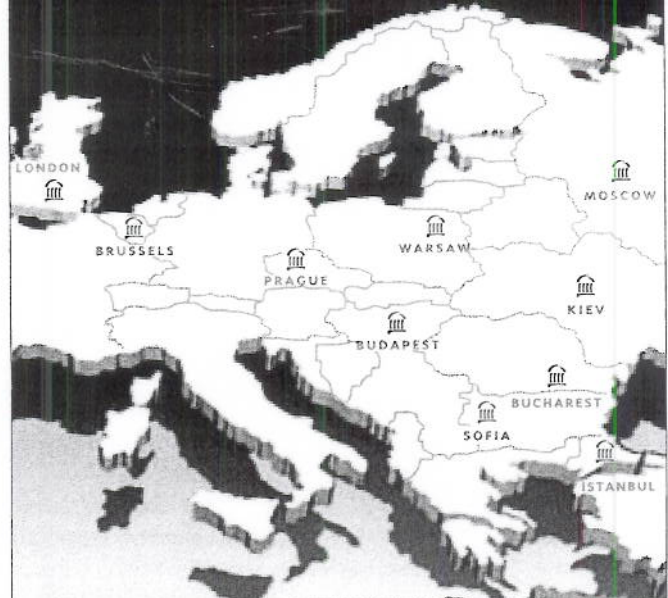 LONDON
MOSCOW
BRUSSELS
WARSAW
PRAGUE
KIEV
BUDAPEST
BUCHAREST
SOFIA
ISTANBUL